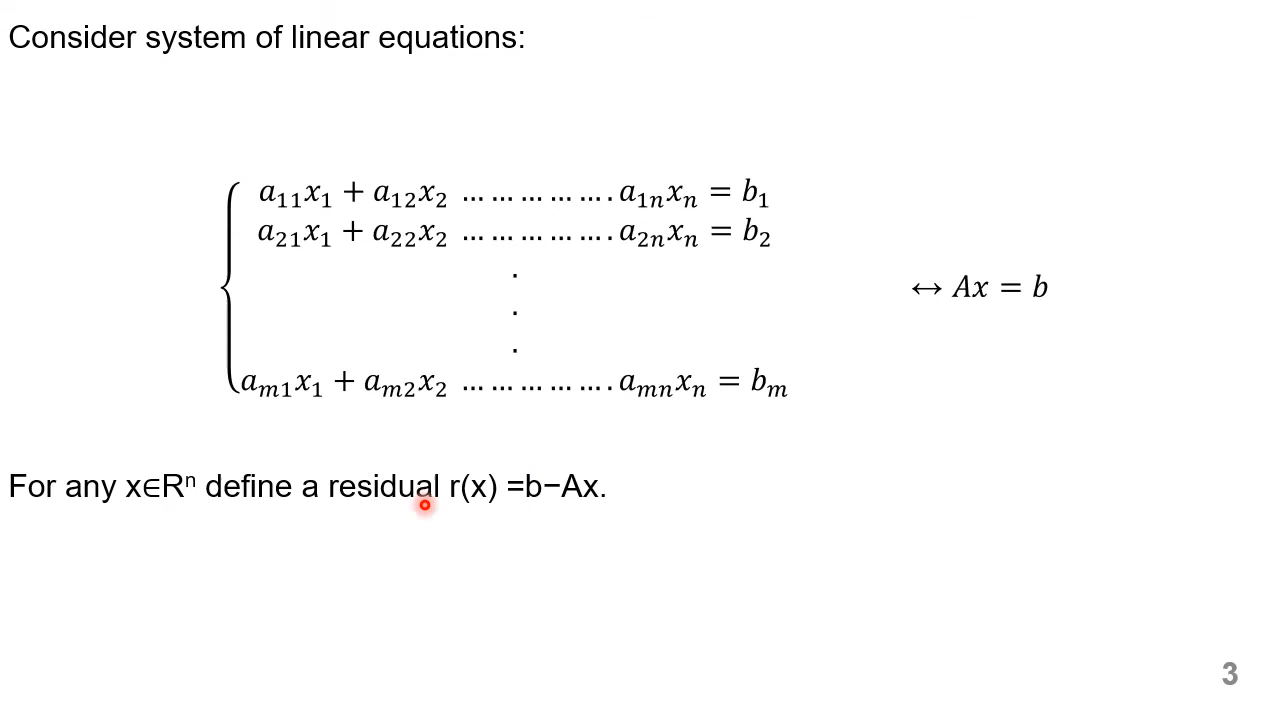 Consider system of linear equations:
a₁₁x₁ + a₁₂x₂ … … … … … . a₁ₙxₙ = b₁
a₂₁x₁ + a₂₂x₂ … … … … … . a₂ₙxₙ = b₂
.
.
.
↔ Ax = b
aₘ₁x₁ + aₘ₂x₂ … … … … … . aₘₙxₙ = bₘ
For any x∈Rⁿ define a residual r(x) =b−Ax.
3